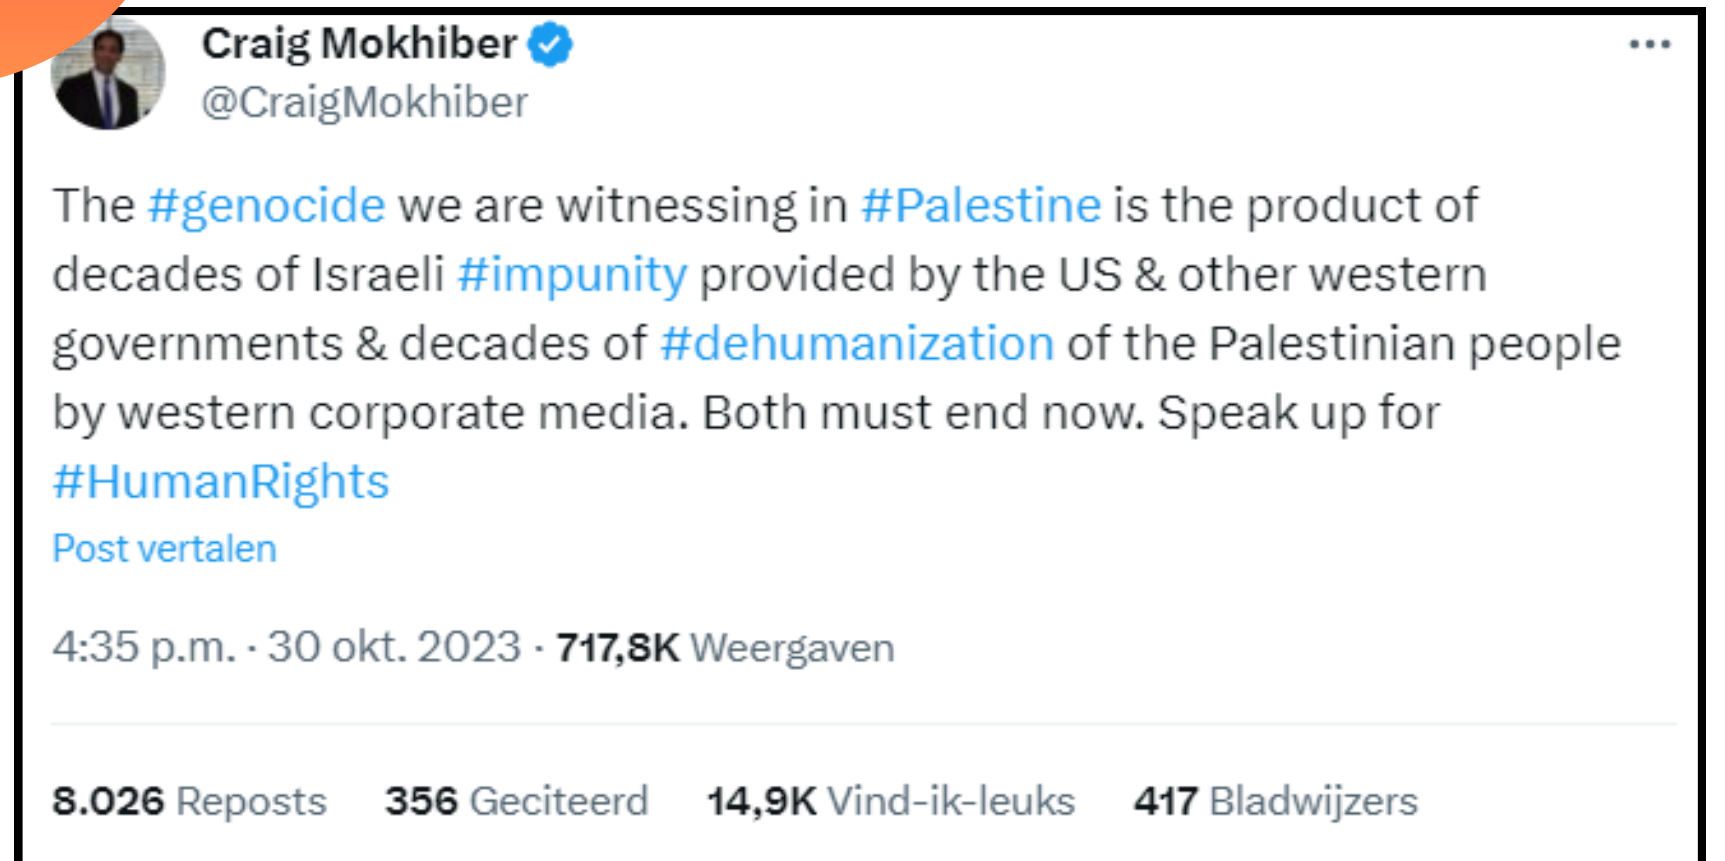 Craig Mokhiber
@CraigMokhiber
The #genocide we are witnessing in #Palestine is the product of
decades of Israeli #impunity provided by the US & other western
governments & decades of #dehumanization of the Palestinian people
by western corporate media. Both must end now. Speak up for
#HumanRights
Post vertalen
4:35 p.m. · 30 okt. 2023 · 717,8K Weergaven
8.026 Reposts 356 Geciteerd 14,9K Vind-ik-leuks 417 Bladwijzers